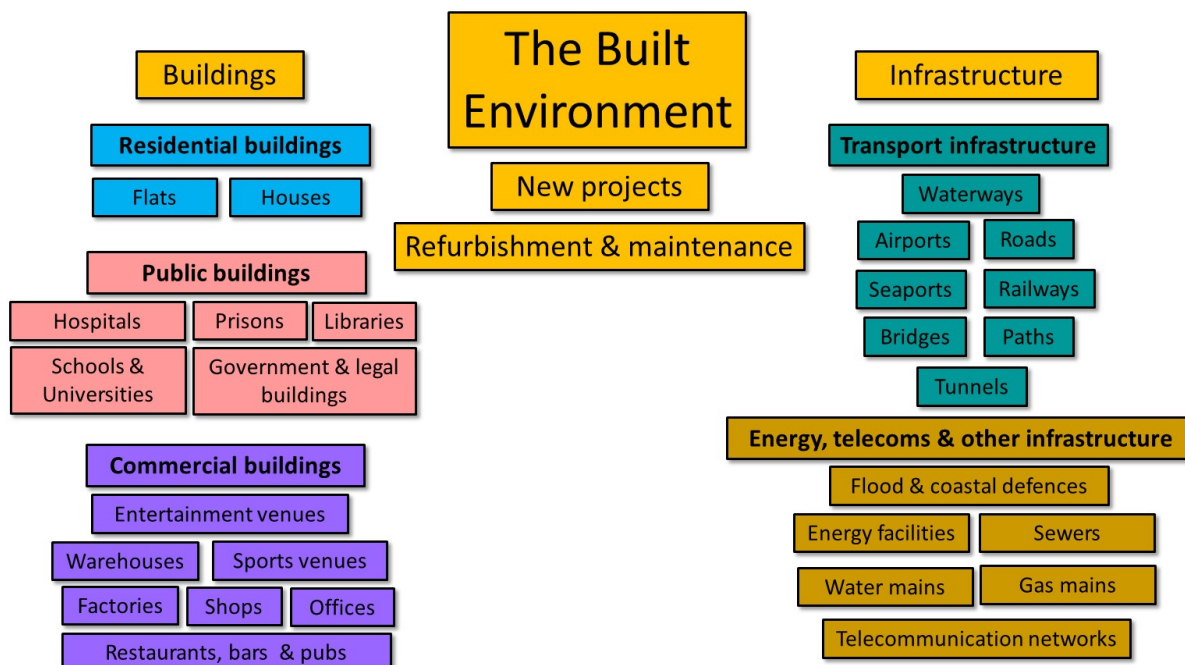 The Built
Environment
New projects
Refurbishment & maintenance
Buildings
Residential buildings
Flats
Houses
Public buildings
Hospitals
Prisons
Libraries
Schools &
Universities
Government & legal
buildings
Commercial buildings
Entertainment venues
Warehouses
Sports venues
Factories
Shops
Offices
Restaurants, bars & pubs
Infrastructure
Transport infrastructure
Waterways
Airports
Roads
Seaports
Railways
Bridges
Paths
Tunnels
Energy, telecoms & other infrastructure
Flood & coastal defences
Energy facilities
Sewers
Water mains
Gas mains
Telecommunication networks